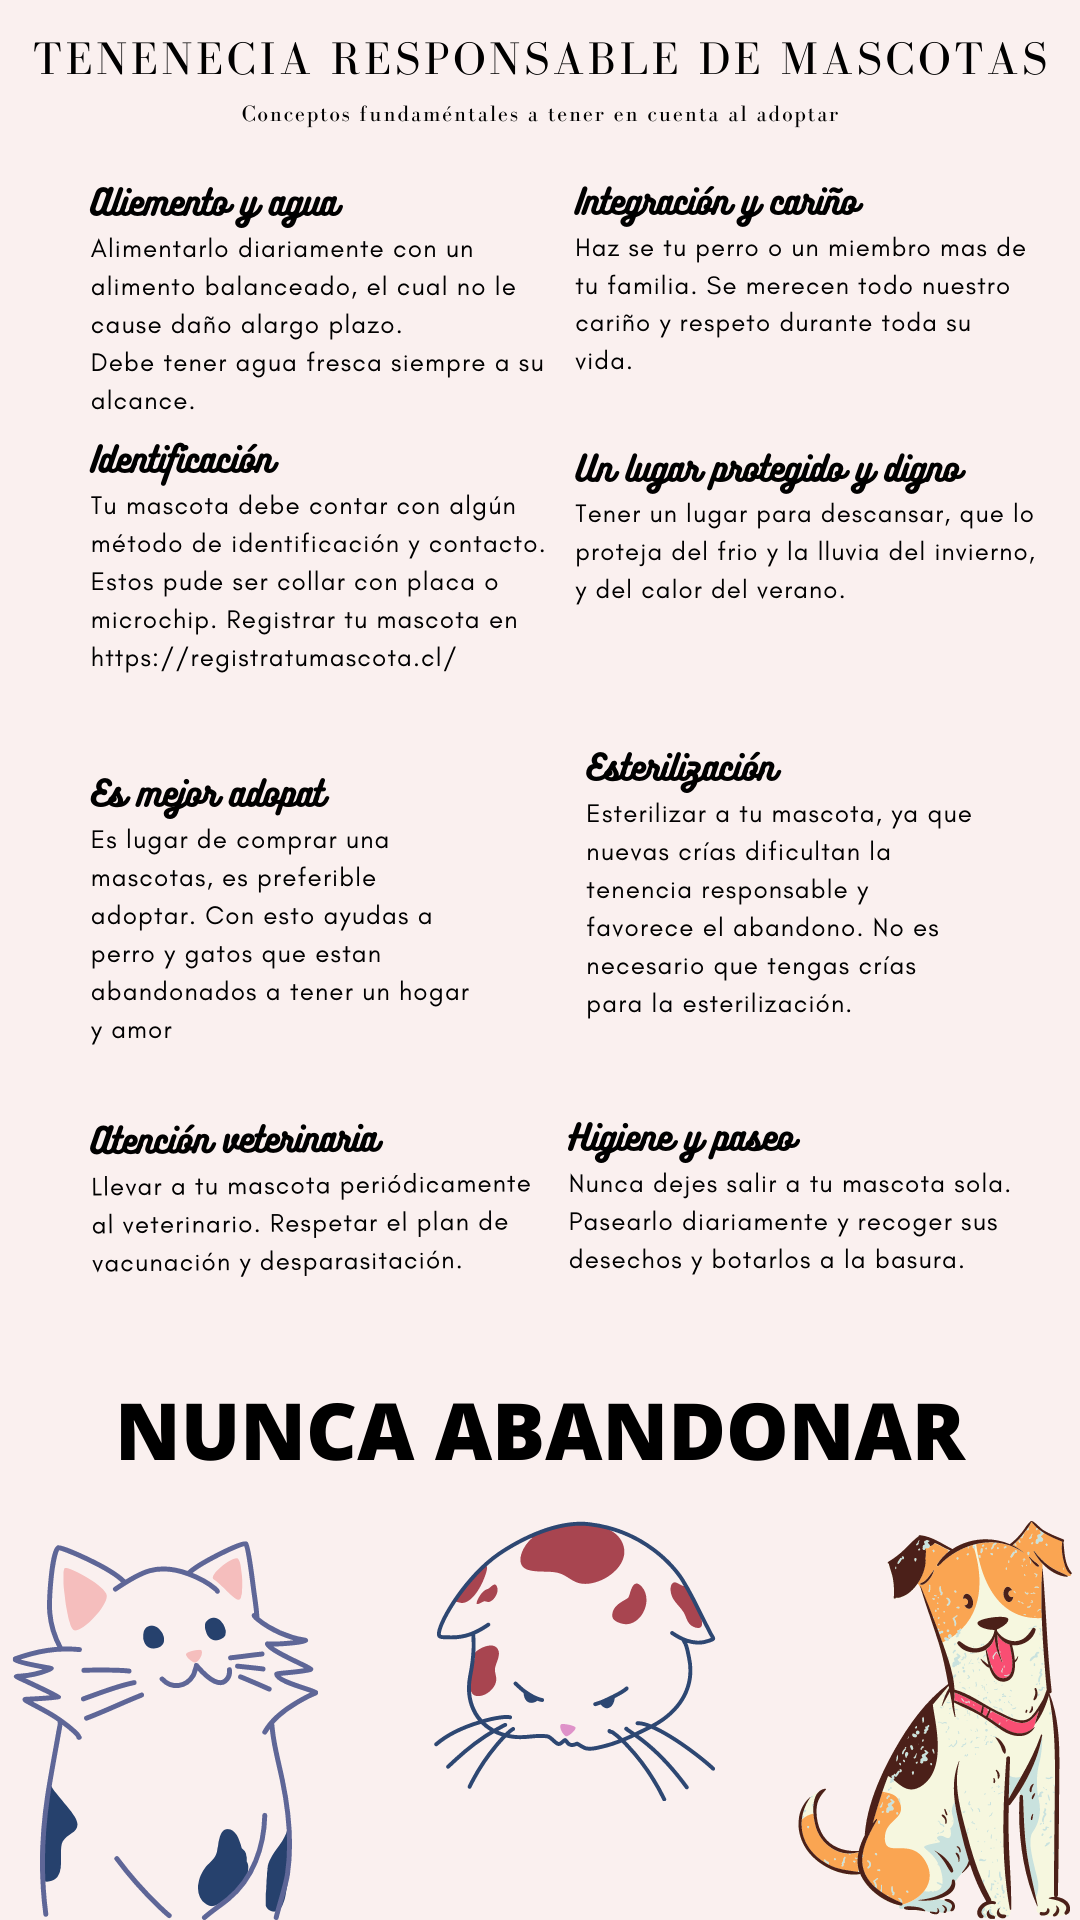 TENENECIA RESPONSABLE DE MASCOTAS
Conceptos fundaméntales a tener en cuenta al adoptar
Aliemento y agua
Alimentarlo diariamente con un
alimento balanceado, el cual no le
cause daño alargo plazo.
Debe tener agua fresca siempre a su
alcance.
Integración y cariño
Haz se tu perro o un miembro mas de
tu familia. Se merecen todo nuestro
cariño y respeto durante toda su
vida.
Identificación
Tu mascota debe contar con algún
método de identificación y contacto.
Estos pude ser collar con placa o
microchip. Registrar tu mascota en
https://registratumascota.cl/
Un lugar protegido y digno
Tener un lugar para descansar, que lo
proteja del frio y la lluvia del invierno,
y del calor del verano.
Es mejor adopat
Es lugar de comprar una
mascotas, es preferible
adoptar. Con esto ayudas a
perro y gatos que estan
abandonados a tener un hogar
y amor
Esterilización
Esterilizar a tu mascota, ya que
nuevas crías dificultan la
tenencia responsable y
favorece el abandono. No es
necesario que tengas crías
para la esterilización.
Atención veterinaria
Llevar a tu mascota periódicamente
al veterinario. Respetar el plan de
vacunación y desparasitación.
Higiene y paseo
Nunca dejes salir a tu mascota sola.
Pasearlo diariamente y recoger sus
desechos y botarlos a la basura.
NUNCA ABANDONAR